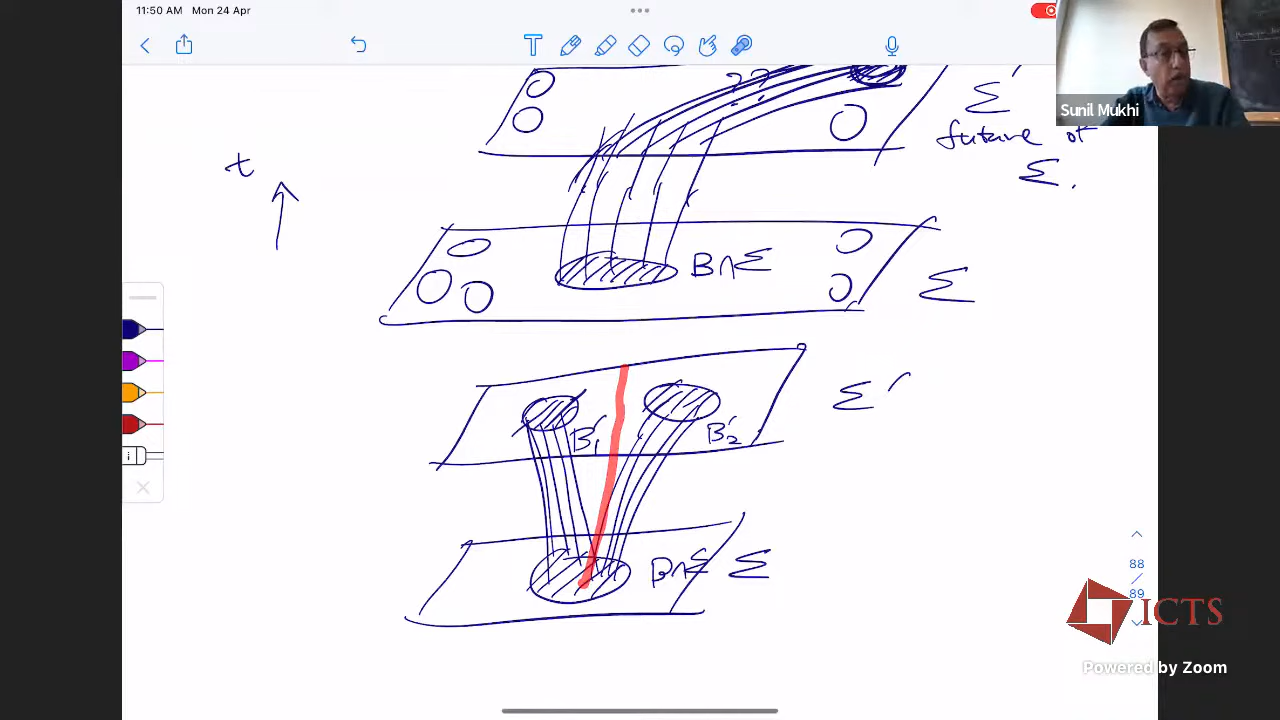 11:50 AM Mon 24 Apr
T
Sunil Mukhi
Σ'
future of
Σ.
t
B∩Σ
Σ
Σ'
B₁'
B₂'
B∩Σ
Σ
88
/
89
ICTS
Powered by Zoom